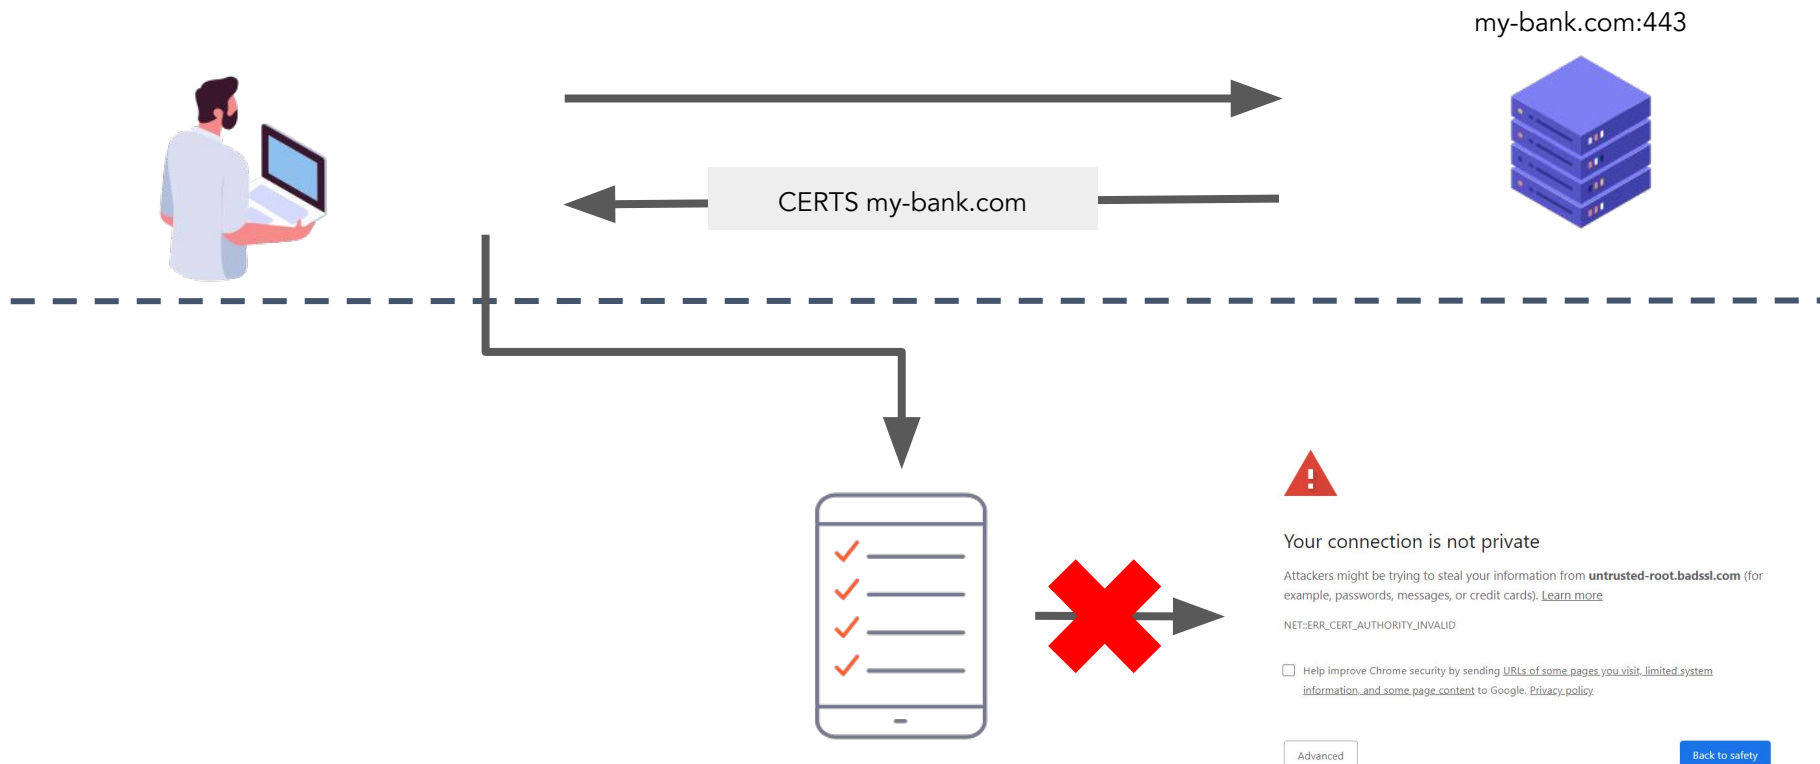 my-bank.com:443
CERTS my-bank.com
Your connection is not private
Attackers might be trying to steal your information from untrusted-root.badssl.com (for
example, passwords, messages, or credit cards). Learn more
NET::ERR_CERT_AUTHORITY_INVALID
Help improve Chrome security by sending URLs of some pages you visit, limited system
information, and some page content to Google. Privacy policy
Advanced
Back to safety